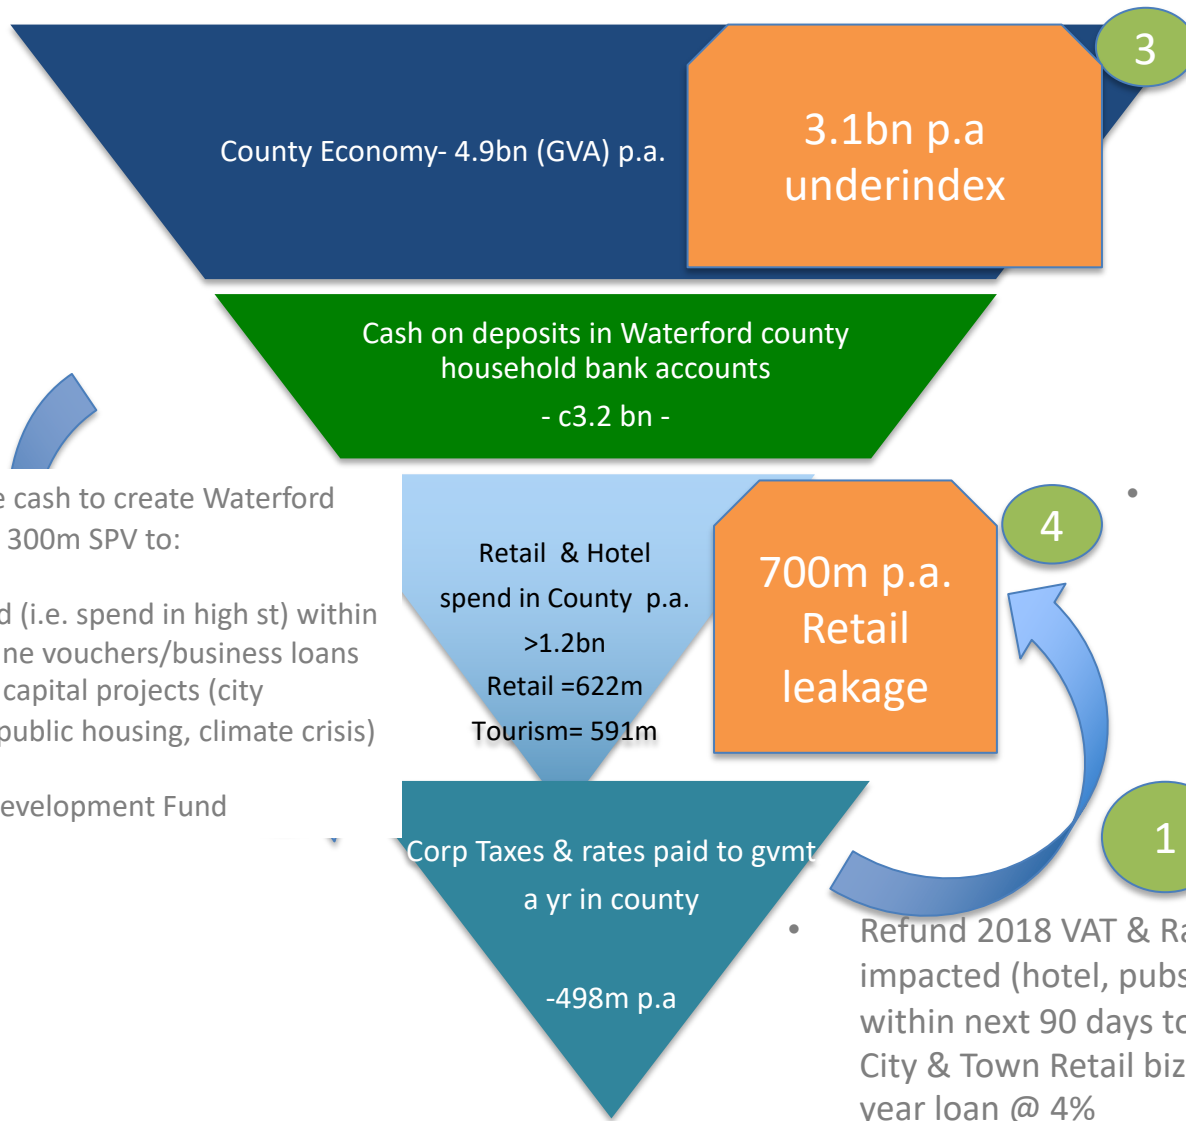 3
County Economy- 4.9bn (GVA) p.a.
3.1bn p.a
underindex
Cash on deposits in Waterford county
household bank accounts
- c3.2 bn -
cash to create Waterford
300m SPV to:
(i.e. spend in high st) within
vouchers/business loans
capital projects (city
public housing, climate crisis)
Development Fund
Retail & Hotel
spend in County p.a.
>1.2bn
Retail =622m
Tourism= 591m
700m p.a.
Retail
leakage
4
•
Corp Taxes & rates paid to gvmt
a yr in county
-498m p.a
1
• Refund 2018 VAT &
impacted (hotel, pubs
within next 90 days to
City & Town Retail biz
year loan @ 4%